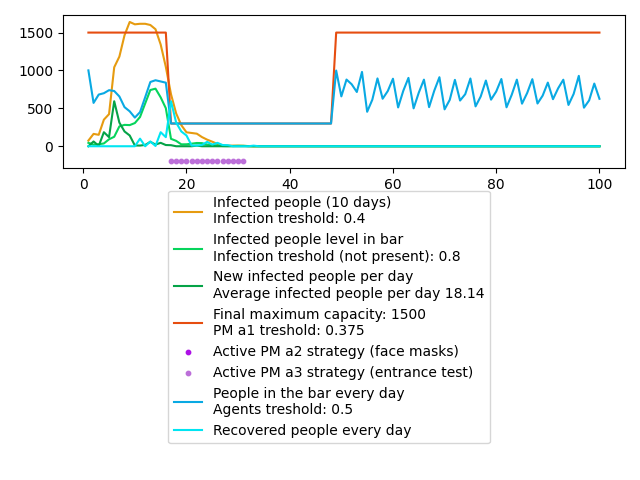 1500
1000
500
0
0
20
40
60
80
100
Infected people (10 days)
Infection treshold: 0.4
Infected people level in bar
Infection treshold (not present): 0.8
New infected people per day
Average infected people per day 18.14
Final maximum capacity: 1500
PM a1 treshold: 0.375
Active PM a2 strategy (face masks)
Active PM a3 strategy (entrance test)
People in the bar every day
Agents treshold: 0.5
Recovered people every day